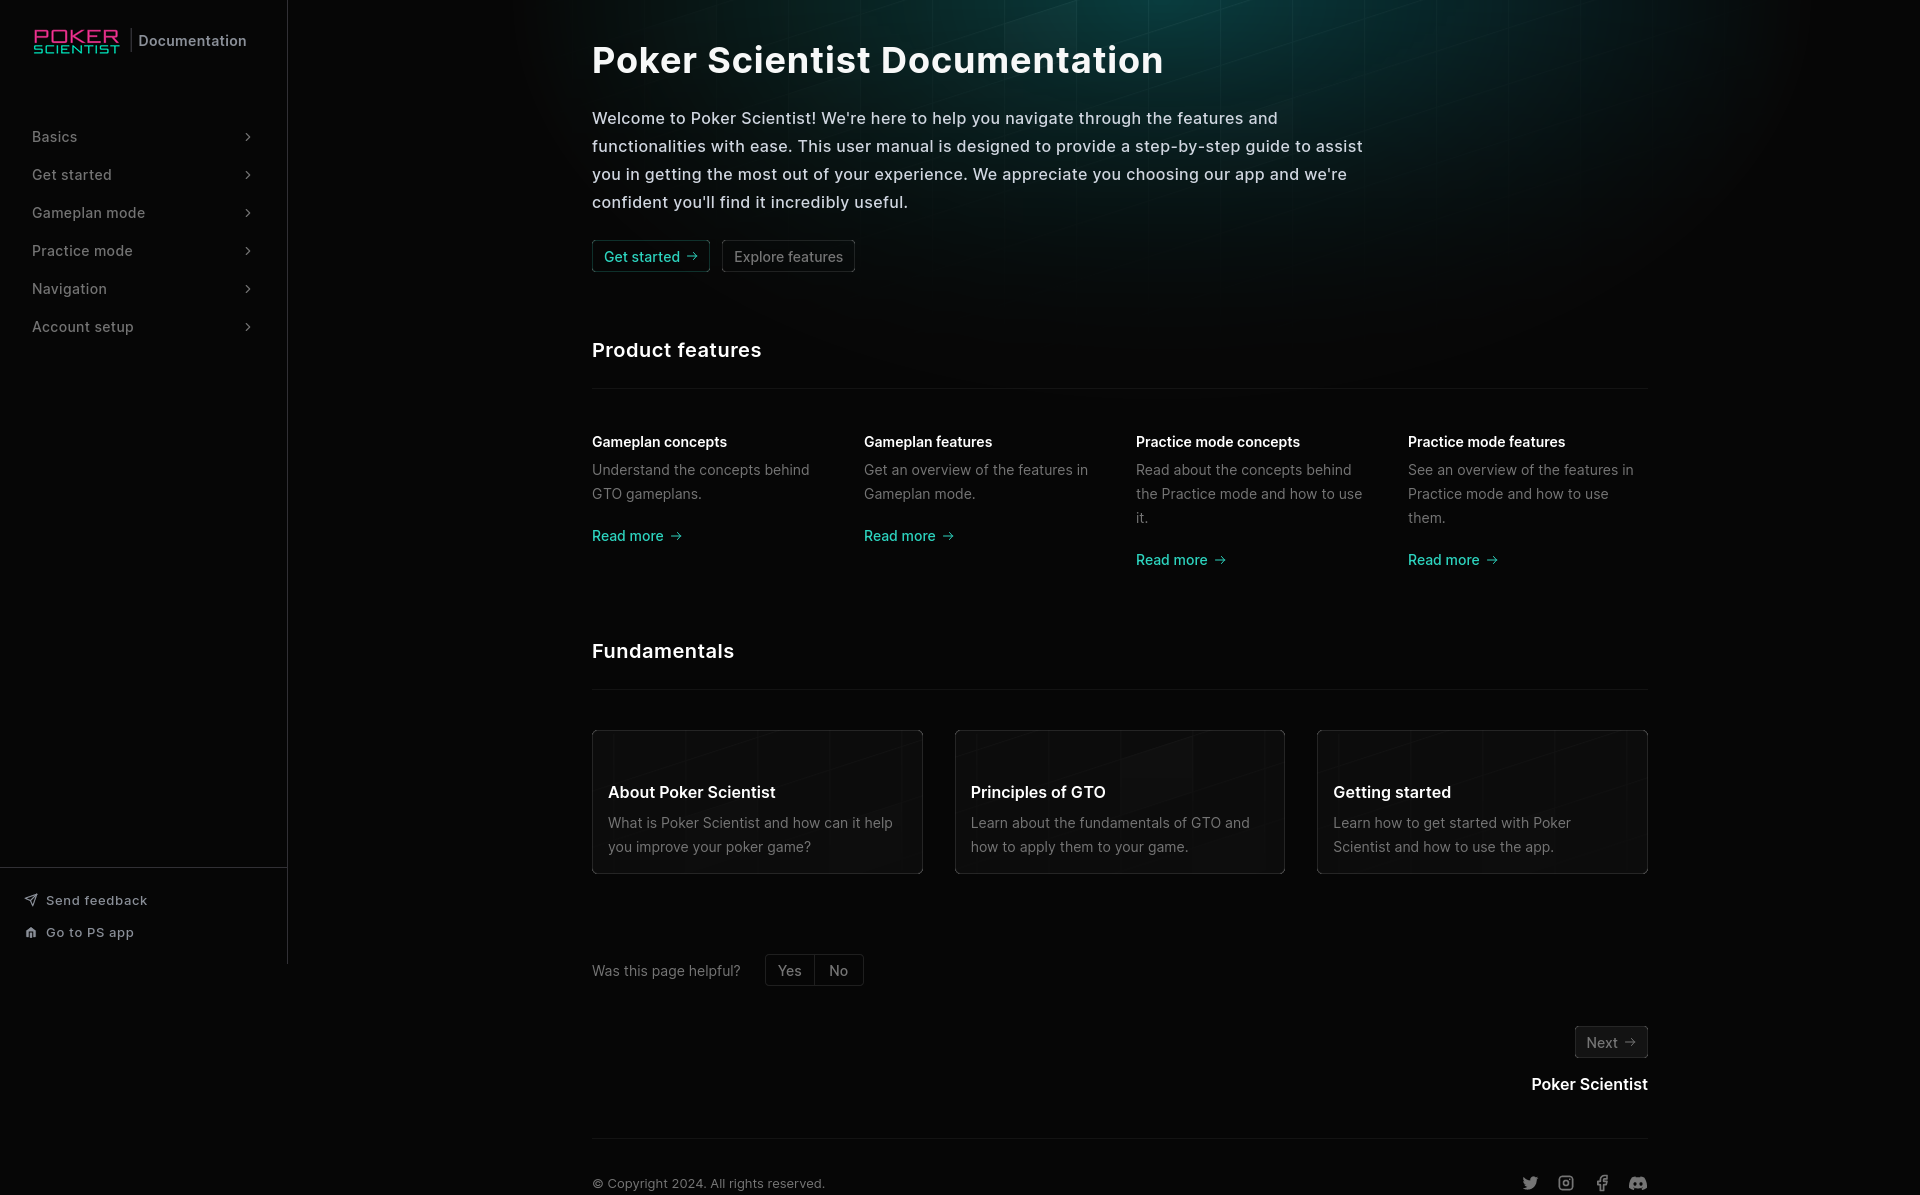 POKER
SCIENTIST
Documentation
Basics
Get started
Gameplan mode
Practice mode
Navigation
Account setup
Send feedback
Go to PS app
Poker Scientist Documentation
Welcome to Poker Scientist! We're here to help you navigate through the features and
functionalities with ease. This user manual is designed to provide a step-by-step guide to assist
you in getting the most out of your experience. We appreciate you choosing our app and we're
confident you'll find it incredibly useful.
Get started
Explore features
Product features
Gameplan concepts
Understand the concepts behind
GTO gameplans.
Read more
Gameplan features
Get an overview of the features in
Gameplan mode.
Read more
Practice mode concepts
Read about the concepts behind
the Practice mode and how to use
it.
Read more
Practice mode features
See an overview of the features in
Practice mode and how to use
them.
Read more
Fundamentals
About Poker Scientist
What is Poker Scientist and how can it help
you improve your poker game?
Principles of GTO
Learn about the fundamentals of GTO and
how to apply them to your game.
Getting started
Learn how to get started with Poker
Scientist and how to use the app.
Was this page helpful?
Yes
No
Next
Poker Scientist
© Copyright 2024. All rights reserved.